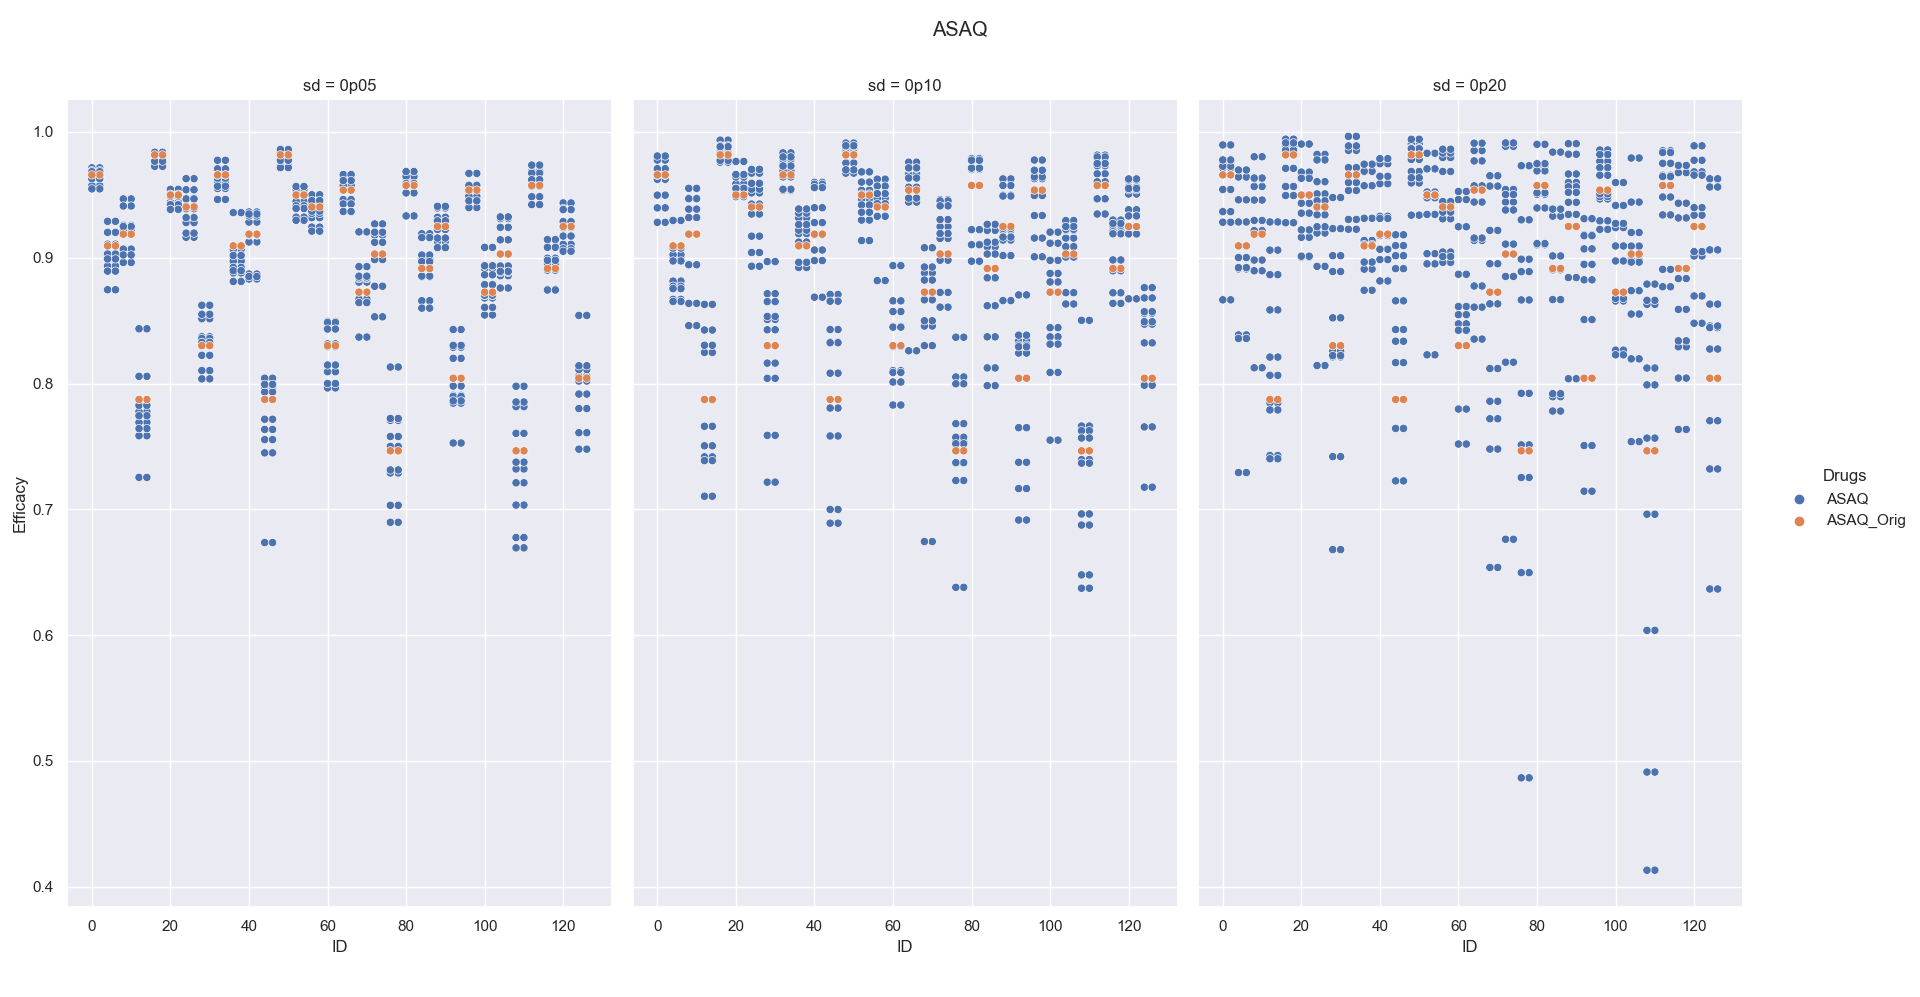 ASAQ
sd = 0p05
sd = 0p10
sd = 0p20
Efficacy
1.0
0.9
0.8
0.7
0.6
0.5
0.4
0 20 40 60 80 100 120
0 20 40 60 80 100 120
0 20 40 60 80 100 120
ID
ID
ID
Drugs
ASAQ
ASAQ_Orig